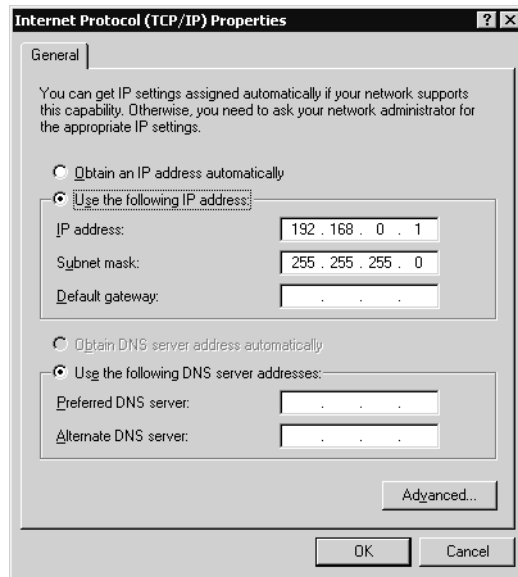 Internet Protocol (TCP/IP) Properties
General
You can get IP settings assigned automatically if your network supports
this capability. Otherwise, you need to ask your network administrator for
the appropriate IP settings.
Obtain an IP address automatically
Use the following IP address:
IP address: 192 . 168 . 0 . 1
Subnet mask: 255 . 255 . 255 . 0
Default gateway: . . .
Obtain DNS server address automatically
Use the following DNS server addresses:
Preferred DNS server: . . .
Alternate DNS server: . . .
Advanced...
OK Cancel